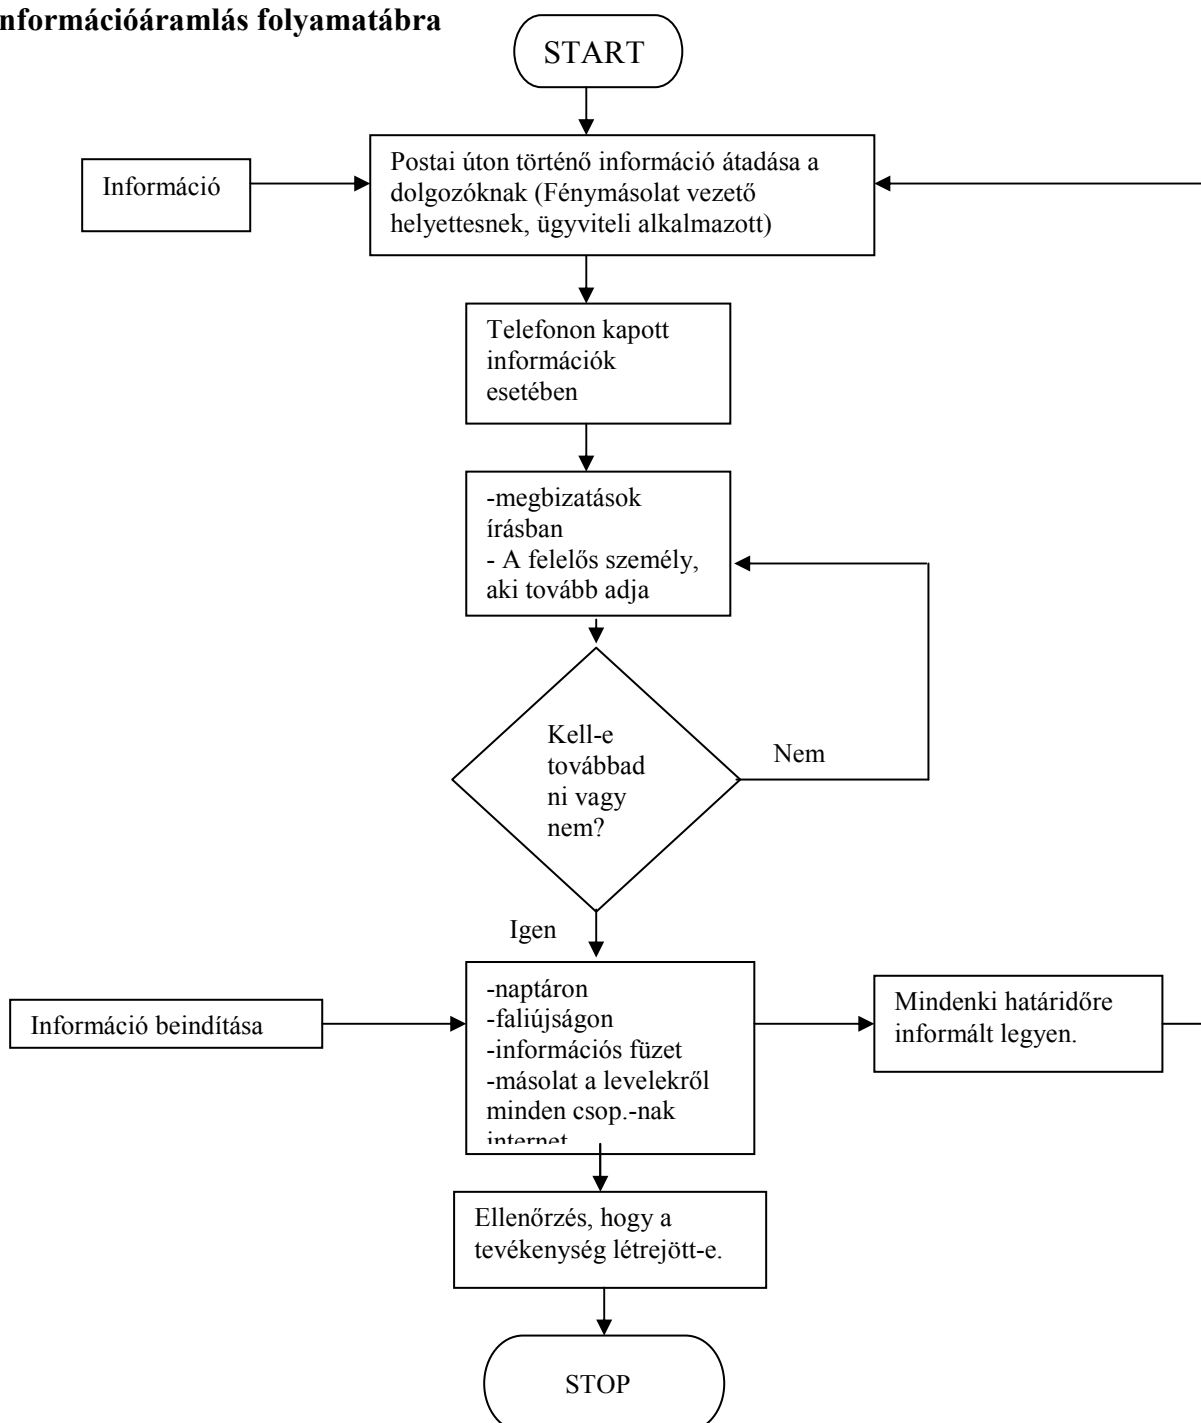 nformációáramlás folyamatábra
START
Információ
Postai úton történő információ átadása a
dolgozóknak (Fénymásolat vezető
helyettesnek, ügyviteli alkalmazott)
Telefonon kapott
információk
esetében
-megbizatások
írásban
- A felelős személy,
aki tovább adja
Kell-e
továbbad
ni vagy
nem?
Nem
Igen
Információ beindítása
-naptáron
-faliújságon
-információs füzet
-másolat a levelekről
minden csop.-nak
internet
Mindenki határidőre
informált legyen.
Ellenőrzés, hogy a
tevékenység létrejött-e.
STOP